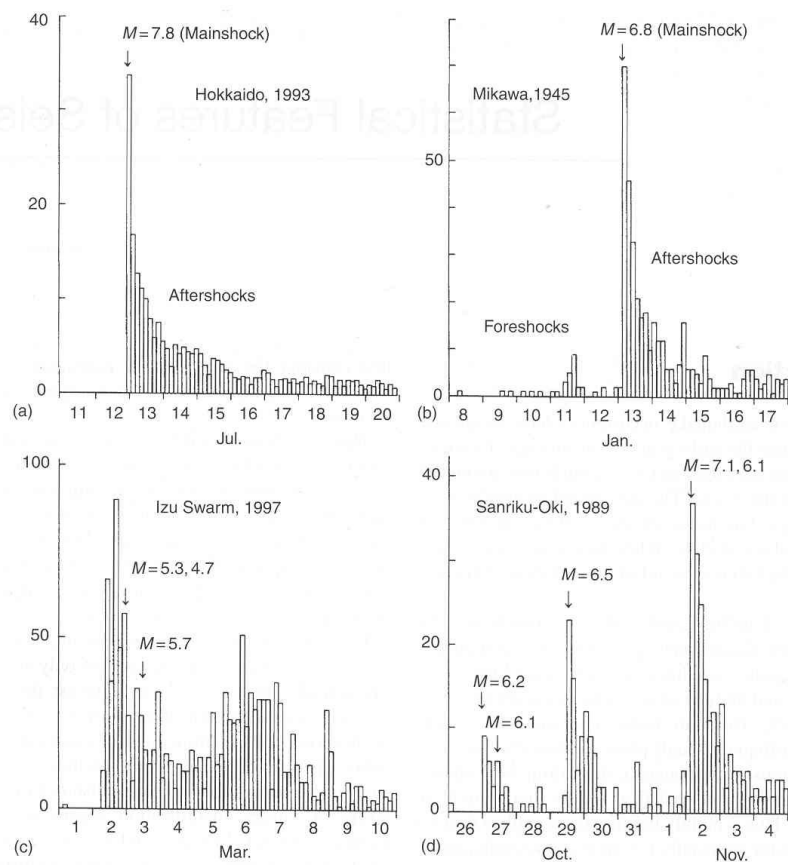 Statistical Features of Seis
40
M=7.8 (Mainshock)
Hokkaido, 1993
20
Aftershocks
0
(a)
11 12 13 14 15 16 17 18 19 20
Jul.
M=6.8 (Mainshock)
Mikawa,1945
50
Aftershocks
Foreshocks
0
(b)
8 9 10 11 12 13 14 15 16 17
Jan.
100
Izu Swarm, 1997
M=5.3, 4.7
M=5.7
50
0
(c)
1 2 3 4 5 6 7 8 9 10
Mar.
40
M=7.1, 6.1
Sanriku-Oki, 1989
M=6.5
20
M=6.2
M=6.1
0
(d)
26 27 28 29 30 31 1 2 3 4
Oct. Nov.